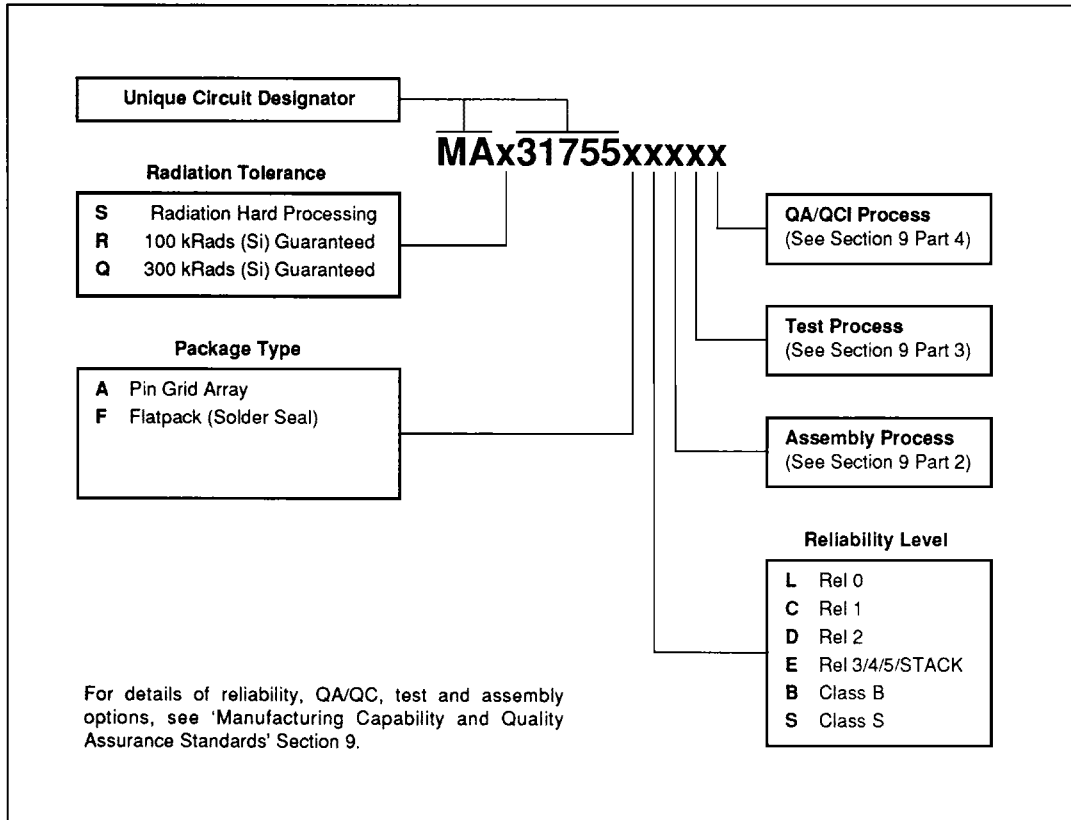 Unique Circuit Designator
MAx31755xxxxx
Radiation Tolerance
S Radiation Hard Processing
R 100 kRads (Si) Guaranteed
Q 300 kRads (Si) Guaranteed
Package Type
A Pin Grid Array
F Flatpack (Solder Seal)
QA/QCI Process
(See Section 9 Part 4)
Test Process
(See Section 9 Part 3)
Assembly Process
(See Section 9 Part 2)
Reliability Level
L Rel 0
C Rel 1
D Rel 2
E Rel 3/4/5/STACK
B Class B
S Class S
For details of reliability, QA/QC, test and assembly
options, see 'Manufacturing Capability and Quality
Assurance Standards' Section 9.